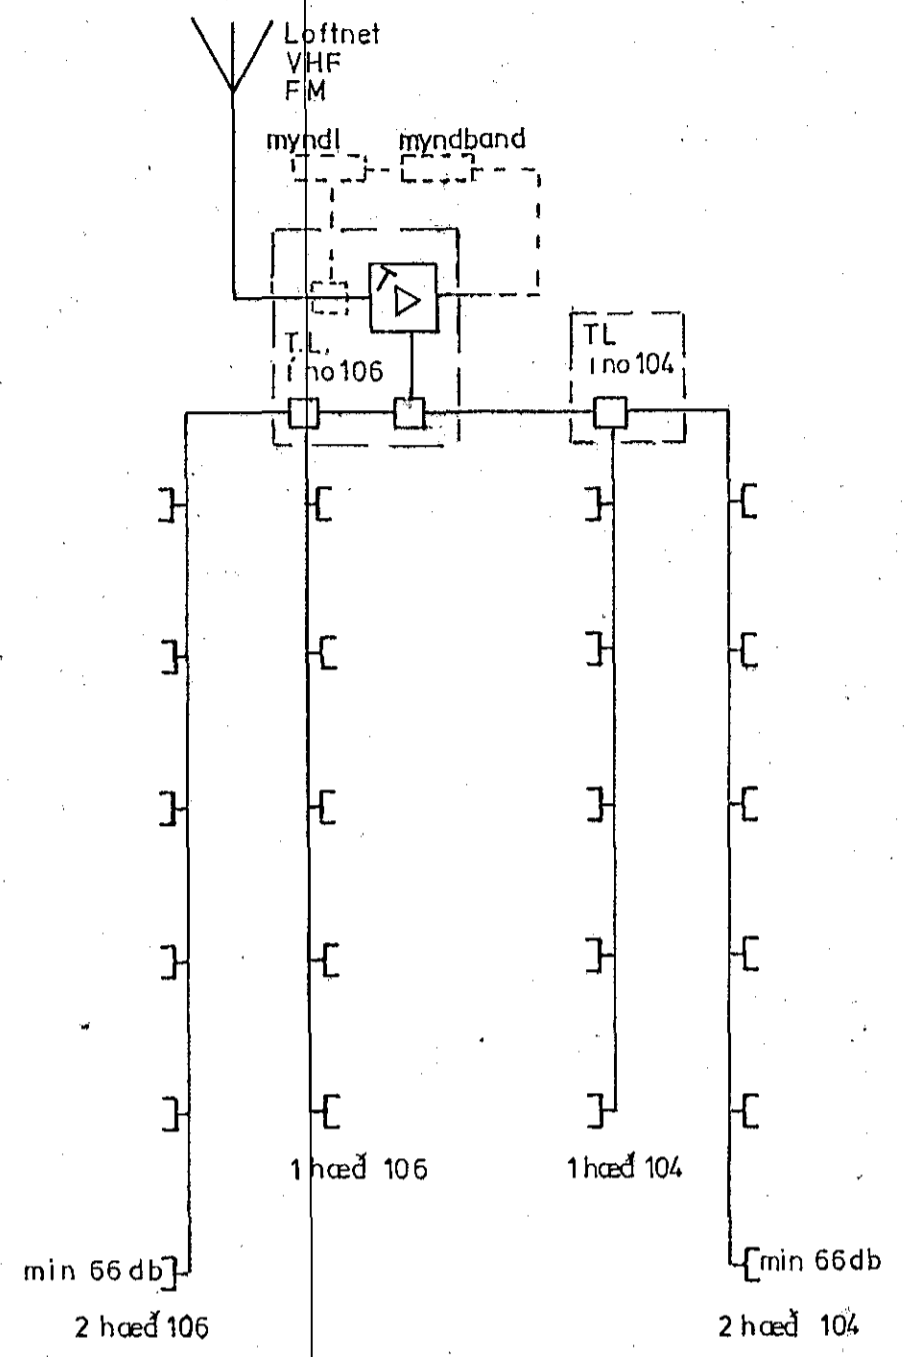 Loftnet
VHF
FM
myndl myndband
T.L,
í no 106
TL
í no 104
1 hæð 106
1 hæð 104
min 66 db
min 66 db
2 hæð 106
2 hæð 104